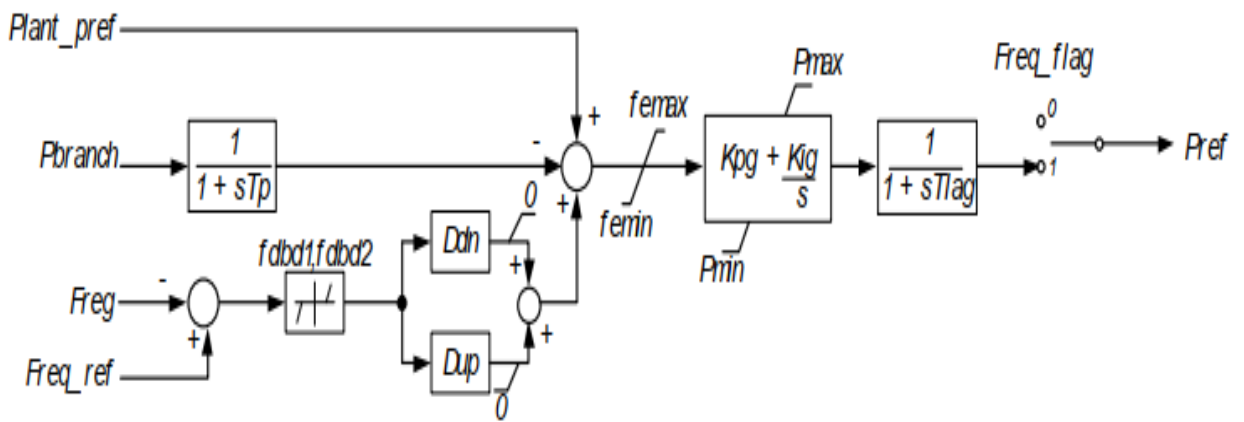 Plant_pref
Freq_flag
Pmax
femax
0
+
Pbranch
1
1 + sTp
-
Kpg + Kig
s
1
1 + sTlag
1
Pref
+
0
femin
Pmin
fdbd1,fdbd2
Ddn
+
Freg
-
+
+
Dup
0
Freq_ref